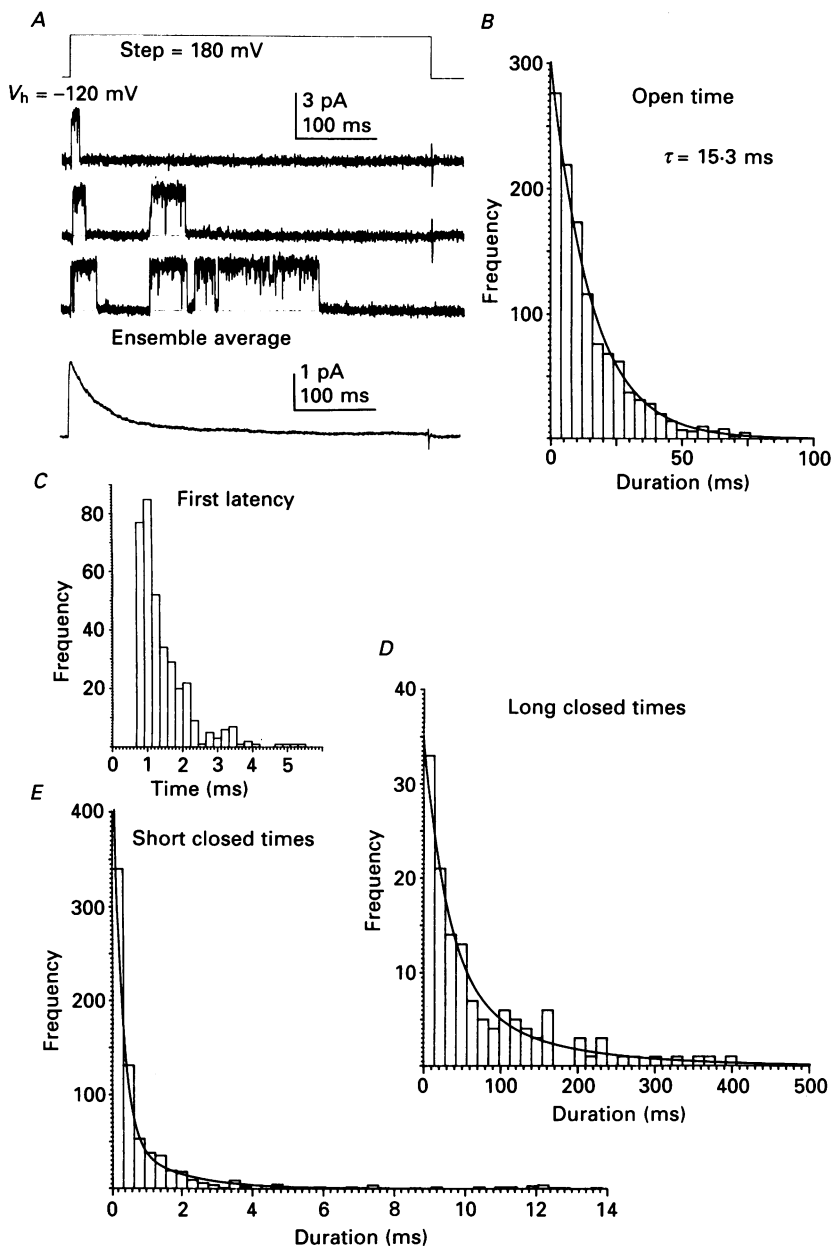 A
Step = 180 mV
Vh = –120 mV
3 pA
100 ms
Ensemble average
1 pA
100 ms
B
300
200
100
Frequency
Open time
τ = 15·3 ms
0
50
100
Duration (ms)
C
First latency
80
60
40
20
Frequency
0
1
2
3
4
5
Time (ms)
D
Long closed times
40
30
20
10
Frequency
0
100
200
300
400
500
Duration (ms)
E
Short closed times
400
300
200
100
Frequency
0
2
4
6
8
10
12
14
Duration (ms)